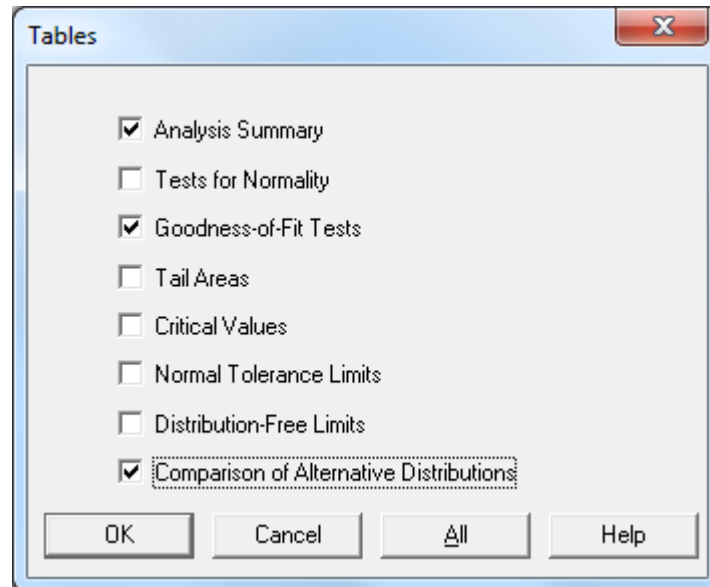 Tables
Analysis Summary
Tests for Normality
Goodness-of-Fit Tests
Tail Areas
Critical Values
Normal Tolerance Limits
Distribution-Free Limits
Comparison of Alternative Distributions
OK Cancel All Help